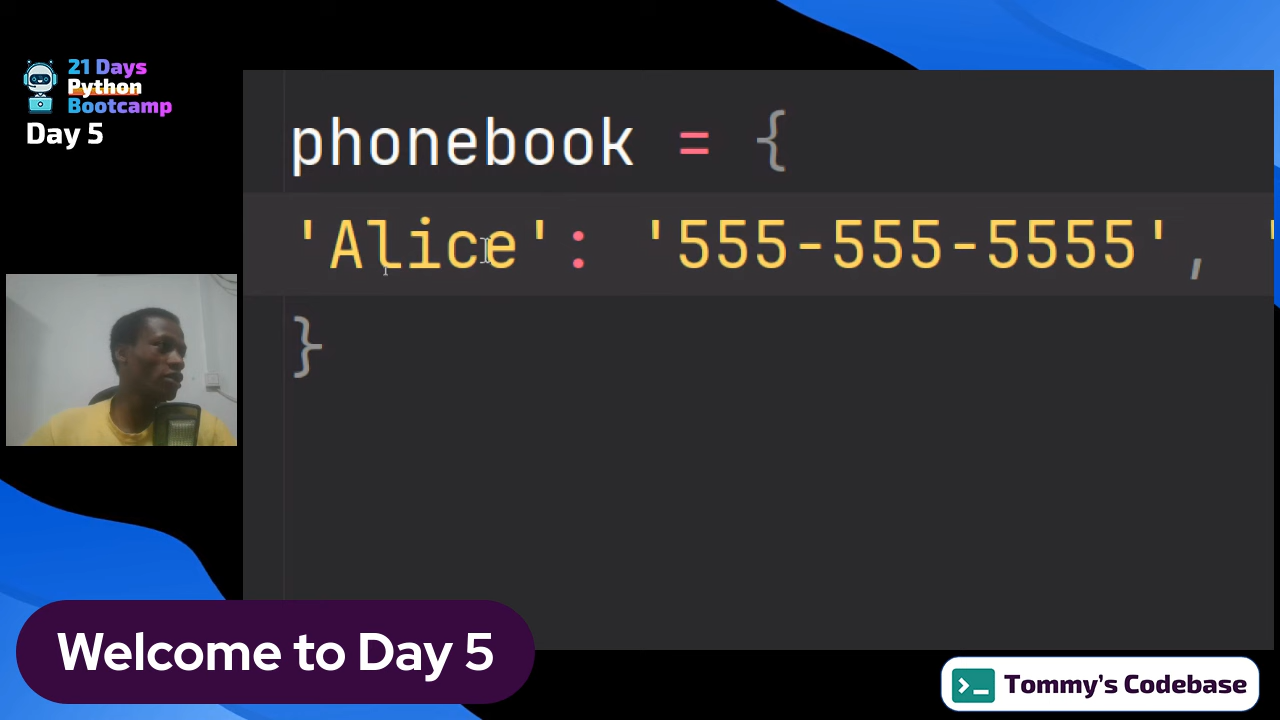 21 Days
Python
Bootcamp
Day 5
phonebook = {
'Alice': '555-555-5555', '
}
Welcome to Day 5
Tommy's Codebase